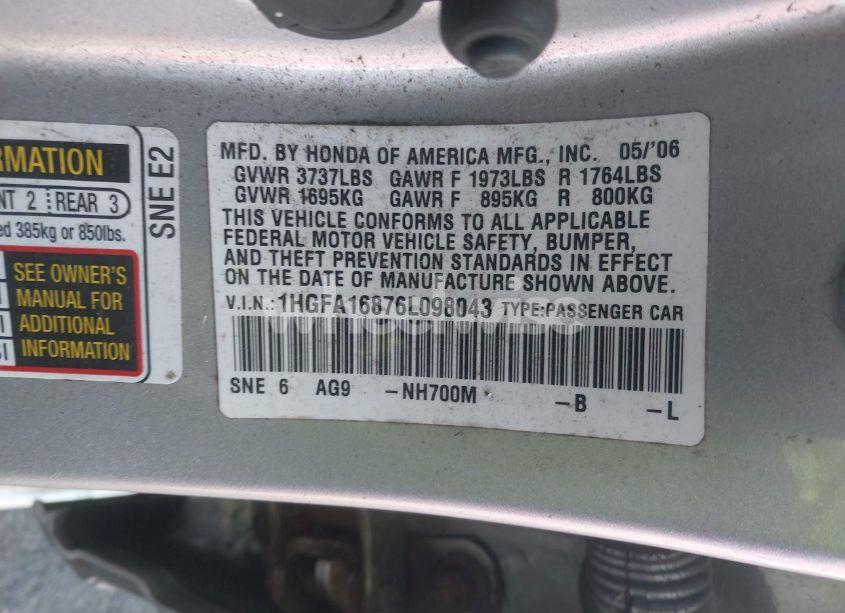 RMATION
NT 2 REAR 3
ed 385kg or 850lbs.
SEE OWNER'S
MANUAL FOR
ADDITIONAL
INFORMATION
SNE E2
MFD. BY HONDA OF AMERICA MFG., INC. 05/'06
GVWR 3737LBS GAWR F 1973LBS R 1764LBS
GVWR 1695KG GAWR F 895KG R 800KG
THIS VEHICLE CONFORMS TO ALL APPLICABLE
FEDERAL MOTOR VEHICLE SAFETY, BUMPER,
AND THEFT PREVENTION STANDARDS IN EFFECT
ON THE DATE OF MANUFACTURE SHOWN ABOVE.
V.I.N.: 1HGFA16876L098043 TYPE:PASSENGER CAR
SNE 6 AG9 -NH700M -B -L